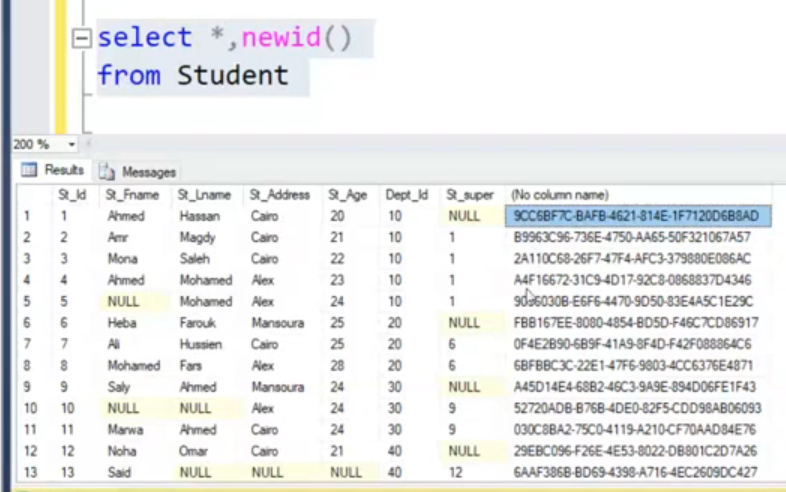 select *,newid()
from Student
200 %
Results Messages
St_Id St_Fname St_Lname St_Address St_Age Dept_Id St_super (No column name)
1 1 Ahmed Hassan Cairo 20 10 NULL 9CC6BF7C-BAFB-4621-814E-1F7120D6B8AD
2 2 Amr Magdy Cairo 21 10 1 B9963C96-736E-4750-AA65-50F321067A57
3 3 Mona Saleh Cairo 22 10 1 2A110C68-26F7-47F4-AFC3-379880E086AC
4 4 Ahmed Mohamed Alex 23 10 1 A4F16672-31C9-4D17-92C8-0868837D4346
5 5 NULL Mohamed Alex 24 10 1
6 6 Heba Farouk Mansoura 25 20 NULL FBB167EE-8080-4854-BD5D-F46C7CD86917
7 7 Ali Hussien Cairo 25 20 6 0F4E2B90-6B9F-41A9-8F4D-F42F088864C6
8 8 Mohamed Fars Alex 28 20 6 6BFBBC3C-22E1-47F6-9803-4CC6376E4871
9 9 Saly Ahmed Mansoura 24 30 NULL A45D14E4-68B2-46C3-9A9E-894D06FE1F43
10 10 NULL NULL Alex 24 30 9 52720ADB-B76B-4DE0-82F5-CDD98AB06093
11 11 Marwa Ahmed Cairo 24 30 9 030C8BA2-75C0-4119-A210-CF70AAD84E76
12 12 Noha Omar Cairo 21 40 NULL 29EBC096-F26E-4E53-8022-DB801C2D7A26
13 13 Said NULL NULL NULL 40 12 6AAF386B-BD69-4398-A716-4EC2609DC427